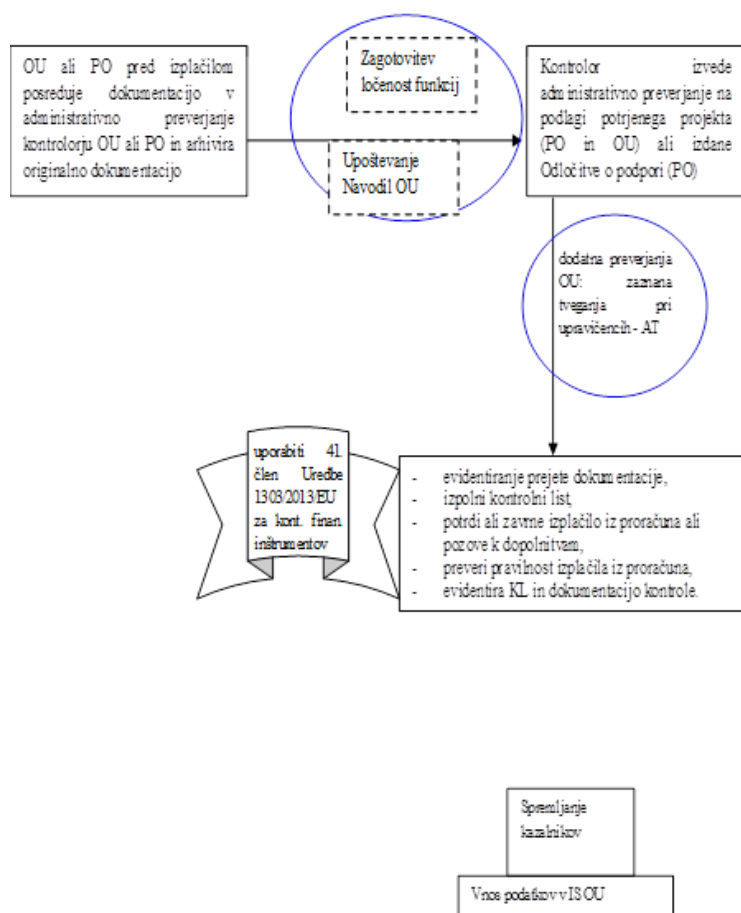 OU ali PO pred izplačilom
posreduje dokumentacijo v
administrativno preverjanje
kontrolorju OU ali PO in arhivira
originalno dokumentacijo
Zagotovitev
ločenost funkcij
Upoštevanje
Navodil OU
Kontrolor izvede
administrativno preverjanje na
podlagi potrjenega projekta
(PO in OU) ali izdane
Odločitve o podpori (PO)
dodatna preverjanja
OU: zaznana
tveganja pri
upravičencih - AT
uporabiti 41.
člen Uredbe
1303/2013/EU
za kont. finan.
inštrumentov
- evidentiranje prejete dokumentacije,
- izpolni kontrolni list,
- potrdi ali zavrne izplačilo iz proračuna ali
pozove k dopolnitvam,
- preveri pravilnost izplačila iz proračuna,
- evidentira KL in dokumentacijo kontrole.
Spremljanje
kazalnikov
Vnos podatkov v IS OU